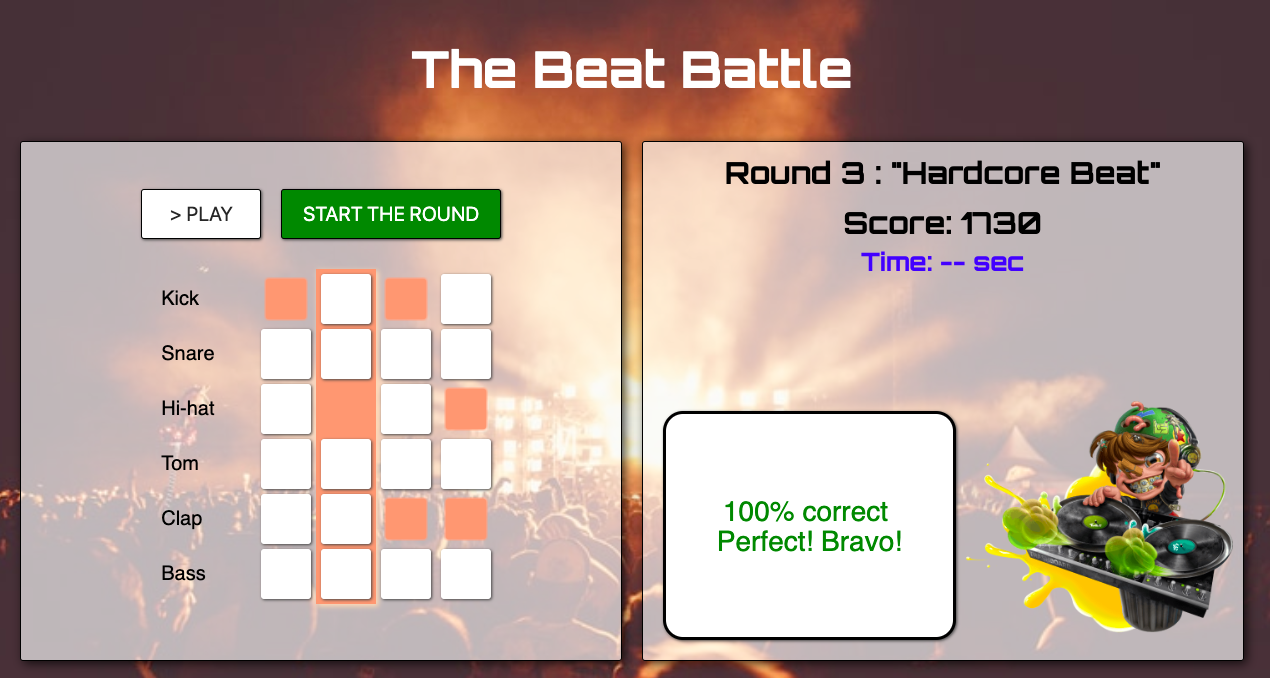 The Beat Battle
> PLAY
START THE ROUND
Kick
Snare
Hi-hat
Tom
Clap
Bass
Round 3 : "Hardcore Beat"
Score: 1730
Time: -- sec
100% correct
Perfect! Bravo!